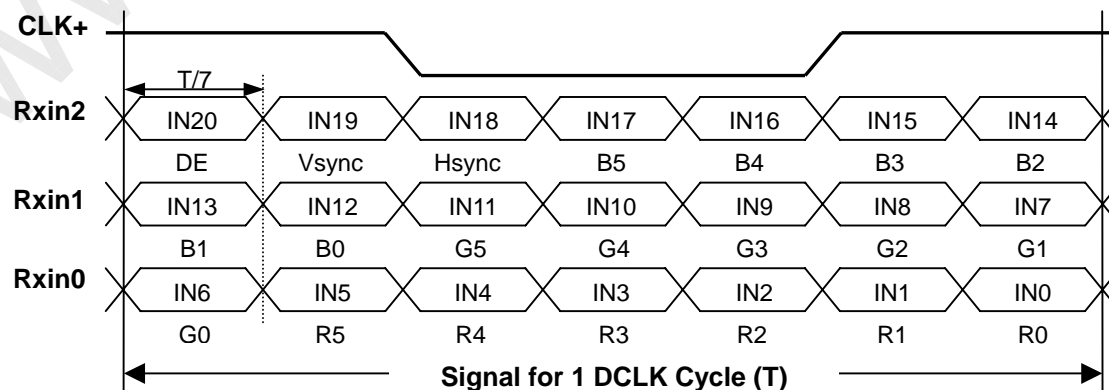 CLK+
T/7
Rxin2 IN20 IN19 IN18 IN17 IN16 IN15 IN14
DE Vsync Hsync B5 B4 B3 B2
Rxin1 IN13 IN12 IN11 IN10 IN9 IN8 IN7
B1 B0 G5 G4 G3 G2 G1
Rxin0 IN6 IN5 IN4 IN3 IN2 IN1 IN0
G0 R5 R4 R3 R2 R1 R0
Signal for 1 DCLK Cycle (T)